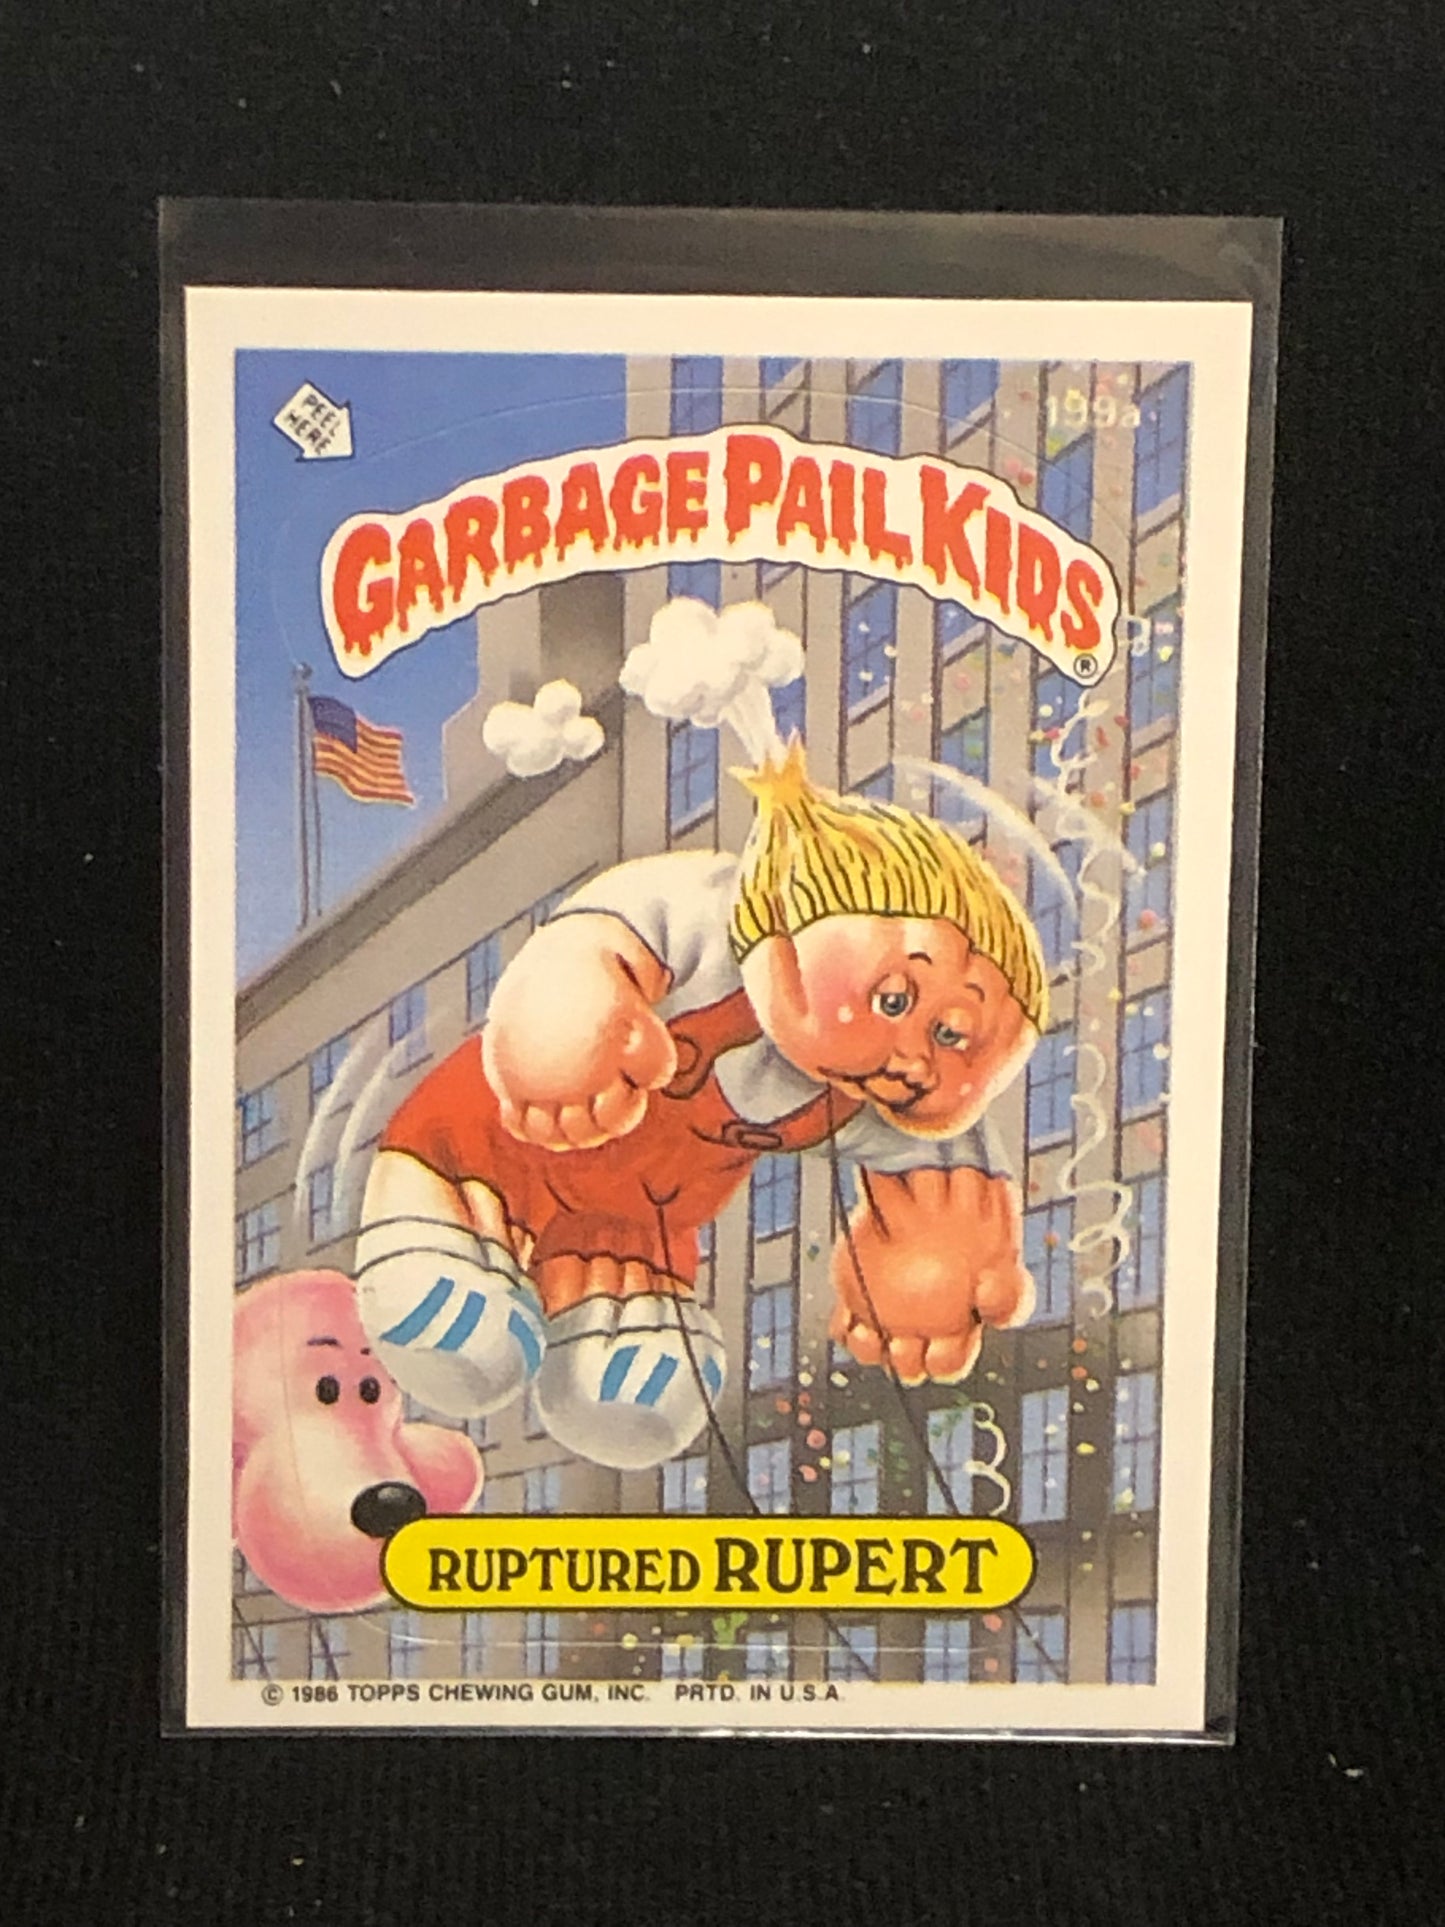 PEEL
HERE
199a
GARBAGE PAIL KIDS
®
RUPTURED RUPERT
© 1986 TOPPS CHEWING GUM, INC. PRTD. IN U.S.A.